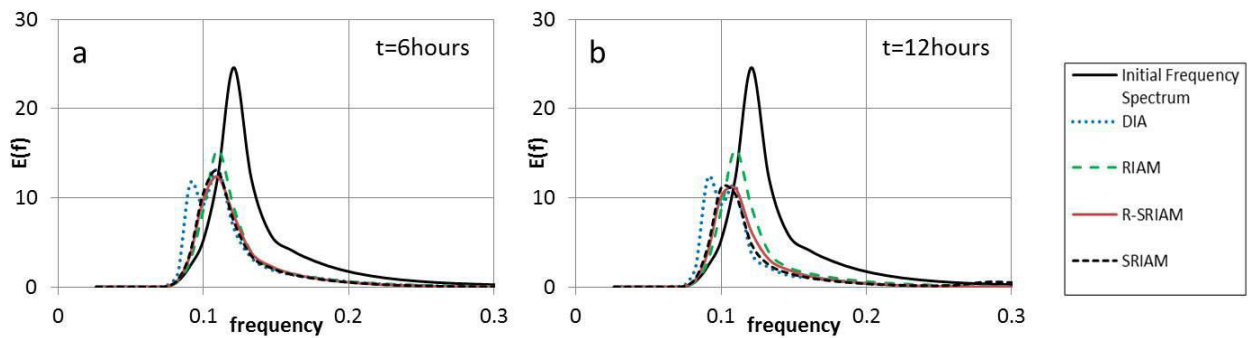 30
20
10
0
E(f)
a
t=6hours
0
0.1
0.2
0.3
frequency
30
20
10
0
E(f)
b
t=12hours
0
0.1
0.2
0.3
frequency
Initial Frequency
Spectrum
DIA
RIAM
R-SRIAM
SRIAM